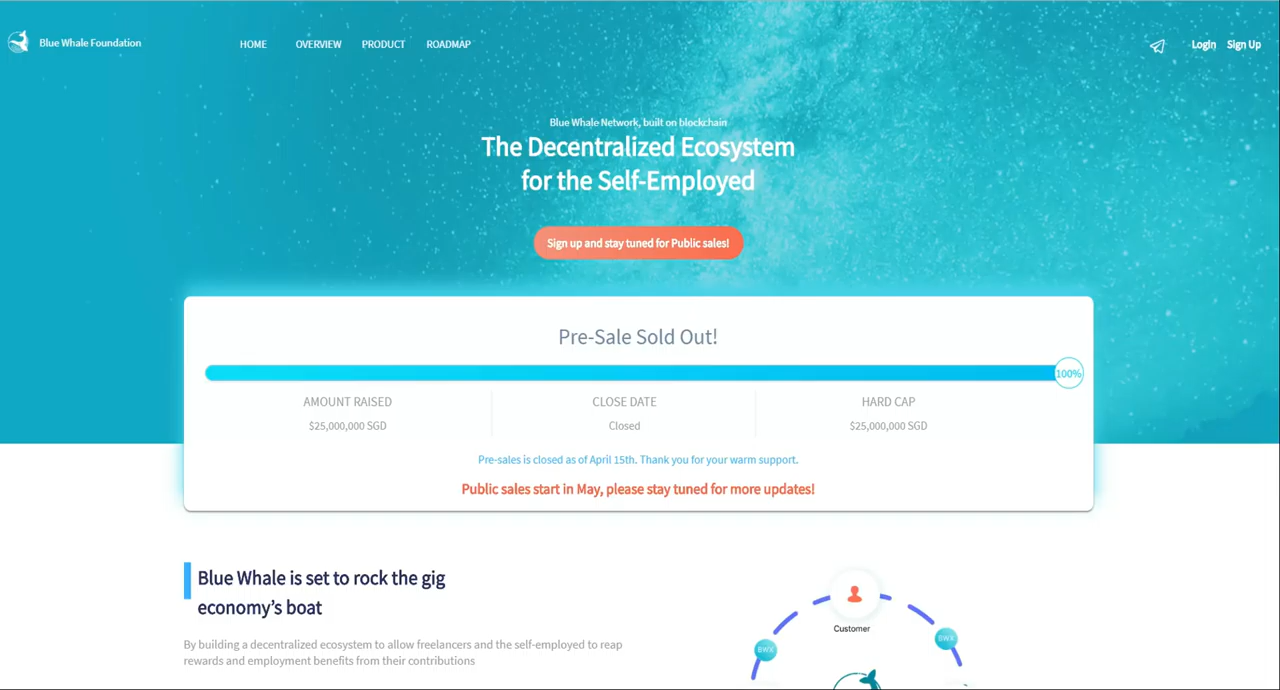 Blue Whale Foundation
HOME OVERVIEW PRODUCT ROADMAP
Login Sign Up
Blue Whale Network, built on blockchain
The Decentralized Ecosystem
for the Self-Employed
Sign up and stay tuned for Public sales!
Pre-Sale Sold Out!
100%
AMOUNT RAISED CLOSE DATE HARD CAP
$25,000,000 SGD Closed $25,000,000 SGD
Pre-sales is closed as of April 15th. Thank you for your warm support.
Public sales start in May, please stay tuned for more updates!
Blue Whale is set to rock the gig
economy’s boat
By building a decentralized ecosystem to allow freelancers and the self-employed to reap
rewards and employment benefits from their contributions
Customer
BWX
BWX